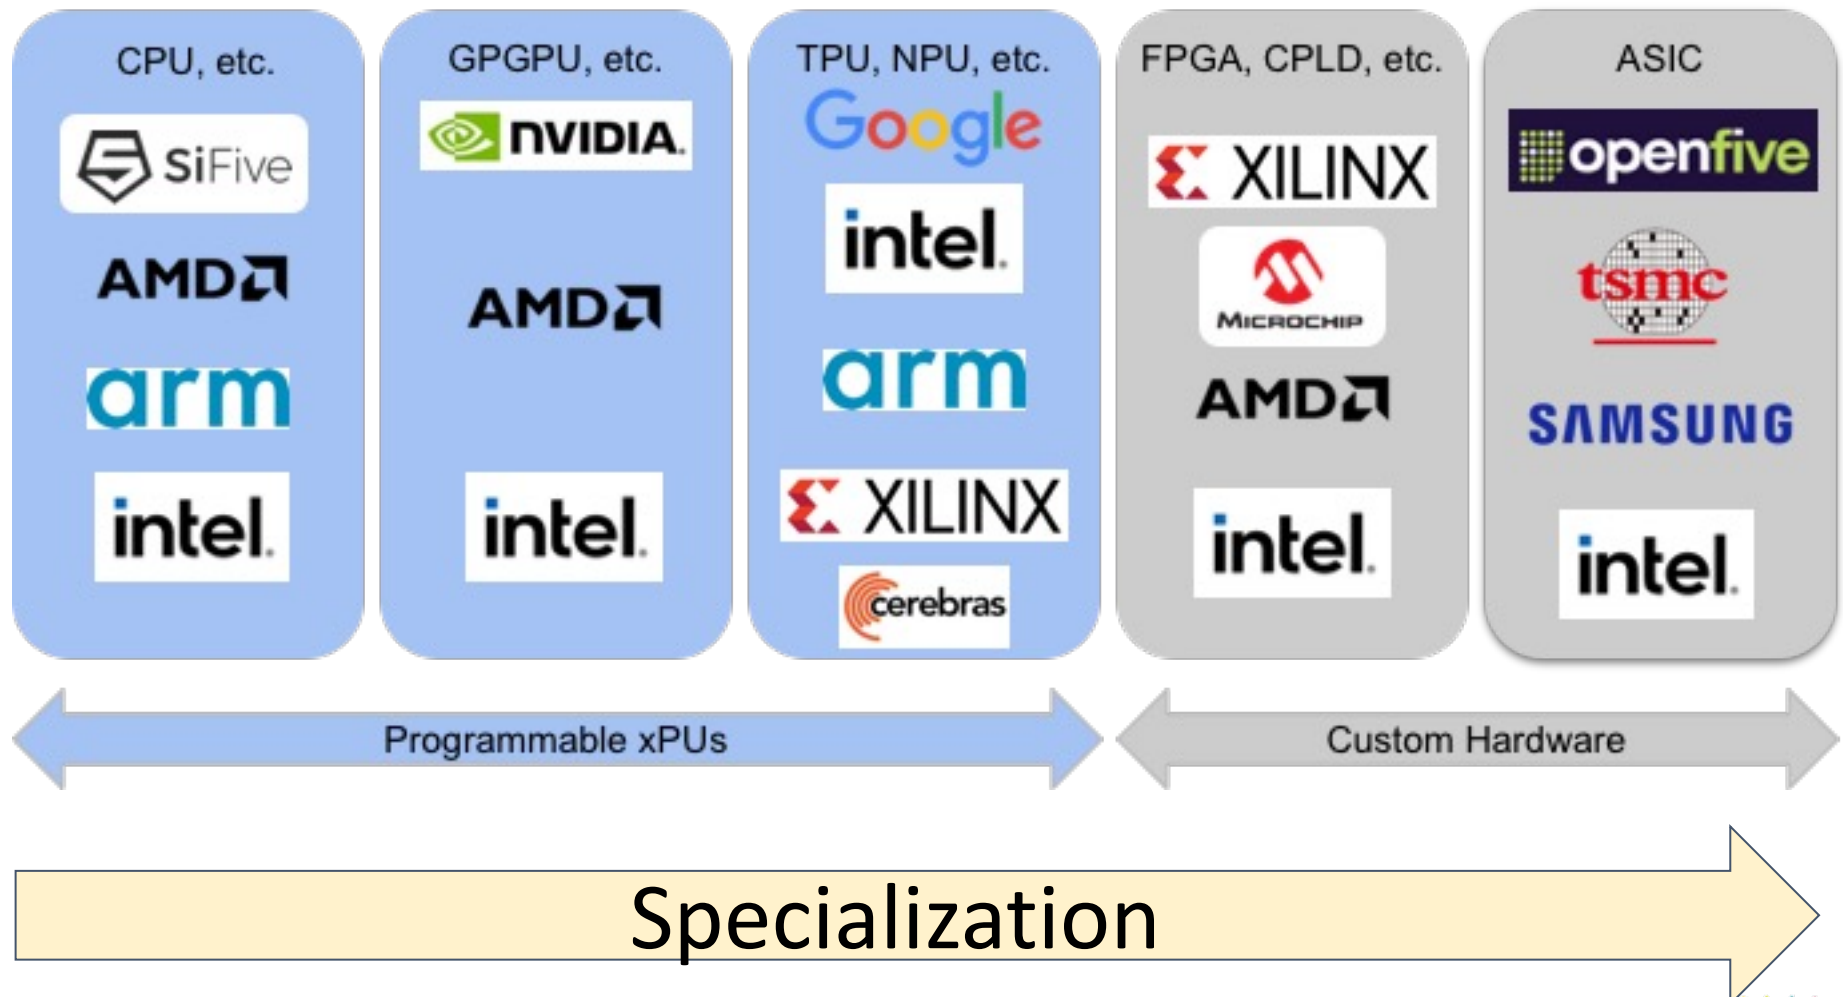 CPU, etc.
SiFive
AMD
arm
intel.
GPGPU, etc.
NVIDIA.
AMD
intel.
TPU, NPU, etc.
Google
intel.
arm
XILINX
cerebras
FPGA, CPLD, etc.
XILINX
MICROCHIP
AMD
intel.
ASIC
openfive
tsmc
SAMSUNG
intel.
Programmable xPUs
Custom Hardware
Specialization